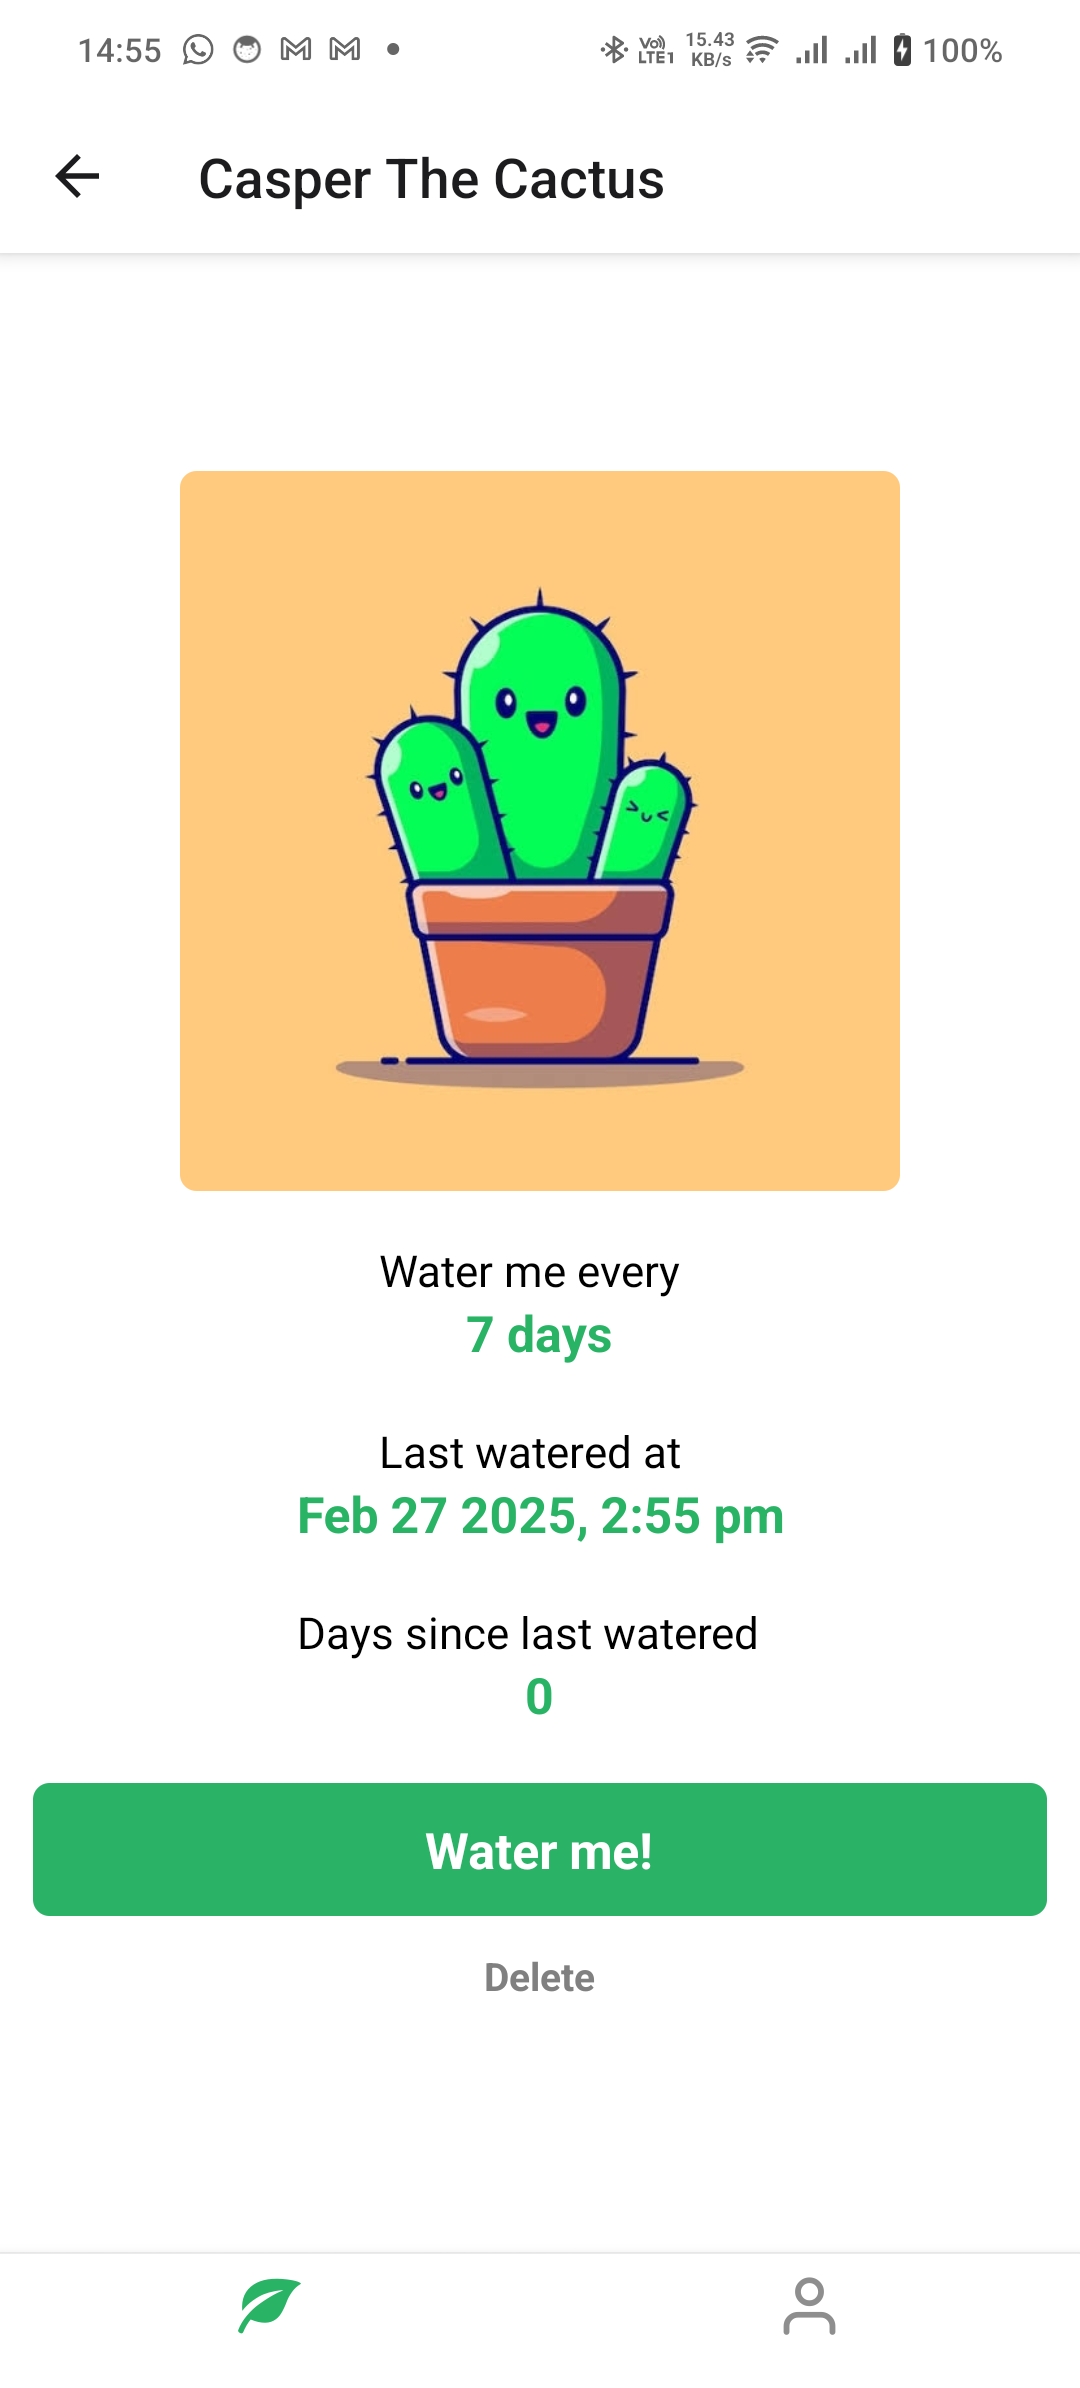 14:55
Vo) LTE1 15.43 KB/s 100%
Casper The Cactus
Water me every
7 days
Last watered at
Feb 27 2025, 2:55 pm
Days since last watered
0
Water me!
Delete